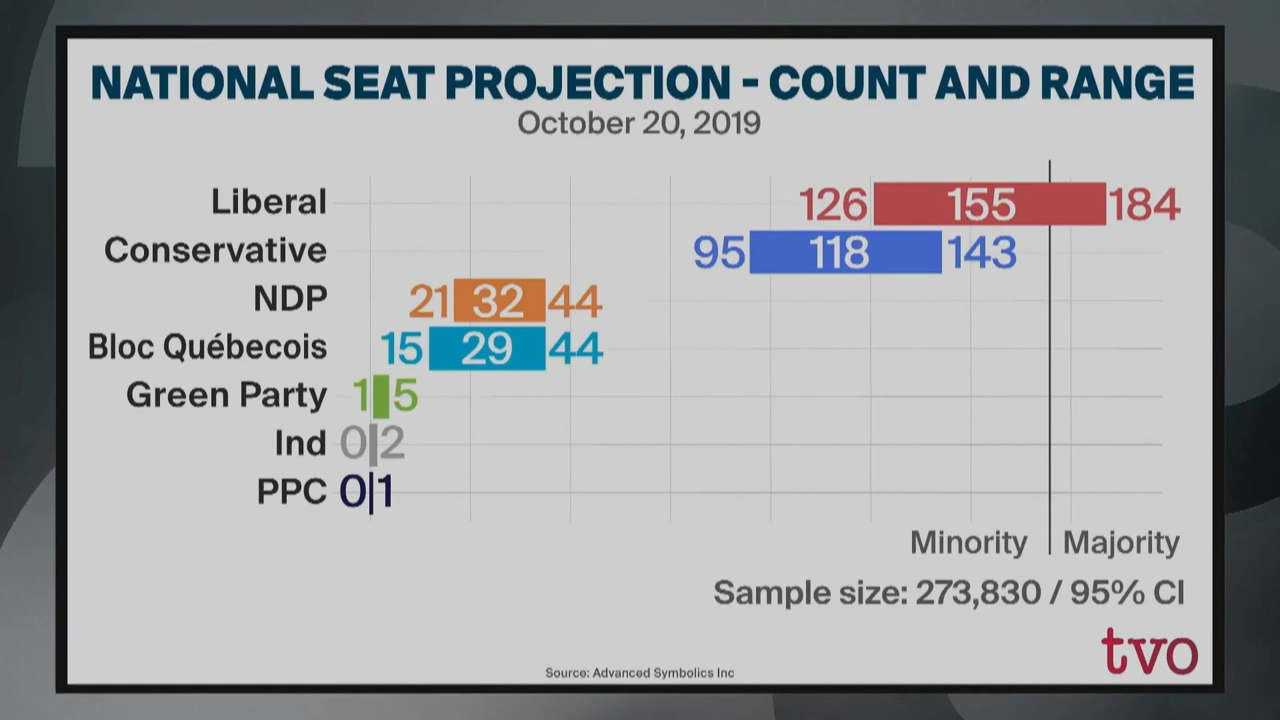 NATIONAL SEAT PROJECTION - COUNT AND RANGE
October 20, 2019
Liberal 126 155 184
Conservative 95 118 143
NDP 21 32 44
Bloc Québecois 15 29 44
Green Party 1 5
Ind 0 2
PPC 0 1
Minority Majority
Sample size: 273,830 / 95% CI
tvo
Source: Advanced Symbolics Inc